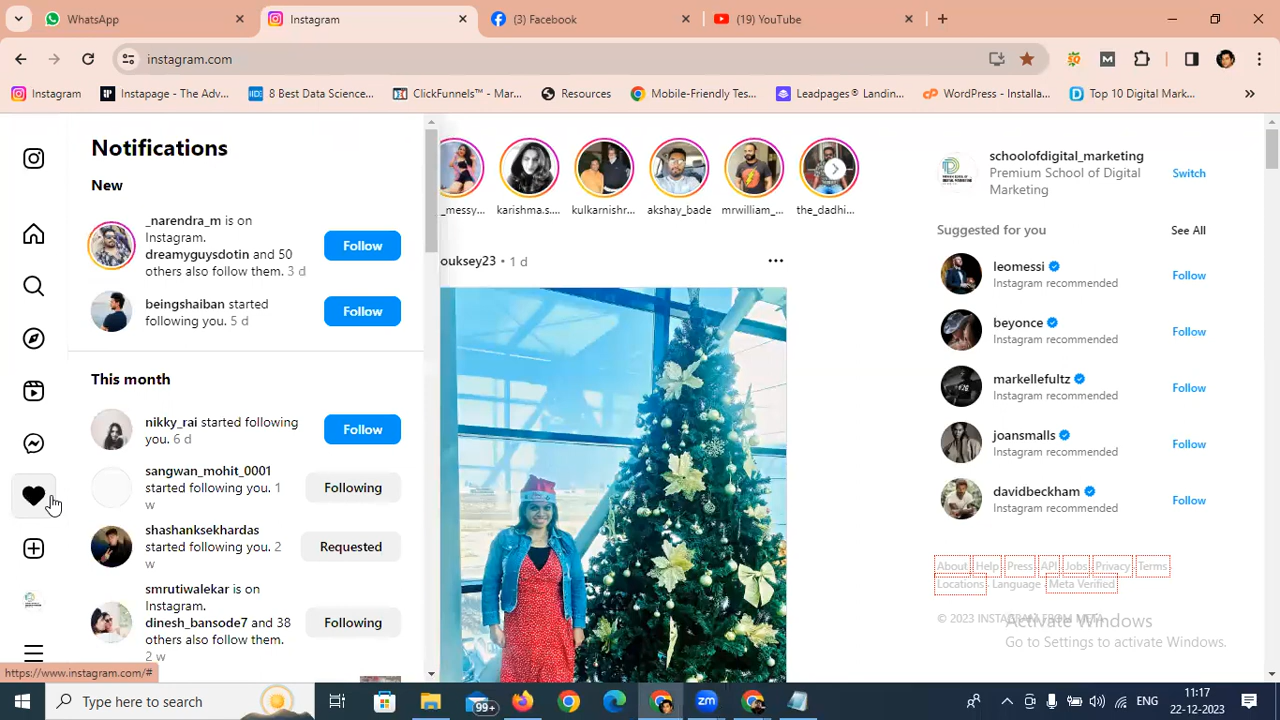 WhatsApp
Instagram
(3) Facebook
(19) YouTube
instagram.com
Instagram
Instapage - The Adv...
8 Best Data Science...
ClickFunnels™ - Mar...
Resources
Mobile-Friendly Tes...
Leadpages® Landin...
WordPress - Installa...
Top 10 Digital Mark...
Notifications
New
_narendra_m is on
Instagram.
dreamyguysdotin and 50
others also follow them. 3 d
Follow
beingshaiban started
following you. 5 d
Follow
This month
nikky_rai started following
you. 6 d
Follow
sangwan_mohit_0001
started following you. 1
w
Following
shashanksekhardas
started following you. 2
w
Requested
smrutiwalekar is on
Instagram.
dinesh_bansode7 and 38
others also follow them.
2 w
Following
_messy...
karishma.s....
kulkarnishr...
akshay_bade
mrwilliam_...
the_dadhi...
ouksey23 • 1 d
schoolofdigital_marketing
Premium School of Digital
Marketing
Switch
Suggested for you
See All
leomessi
Instagram recommended
Follow
beyonce
Instagram recommended
Follow
markellefultz
Instagram recommended
Follow
joansmalls
Instagram recommended
Follow
davidbeckham
Instagram recommended
Follow
About Help Press API Jobs Privacy Terms
Locations Language Meta Verified
© 2023 INSTAGRAM FROM META
Activate Windows
Go to Settings to activate Windows.
https://www.instagram.com/#
Type here to search
99+
ENG
11:17
22-12-2023